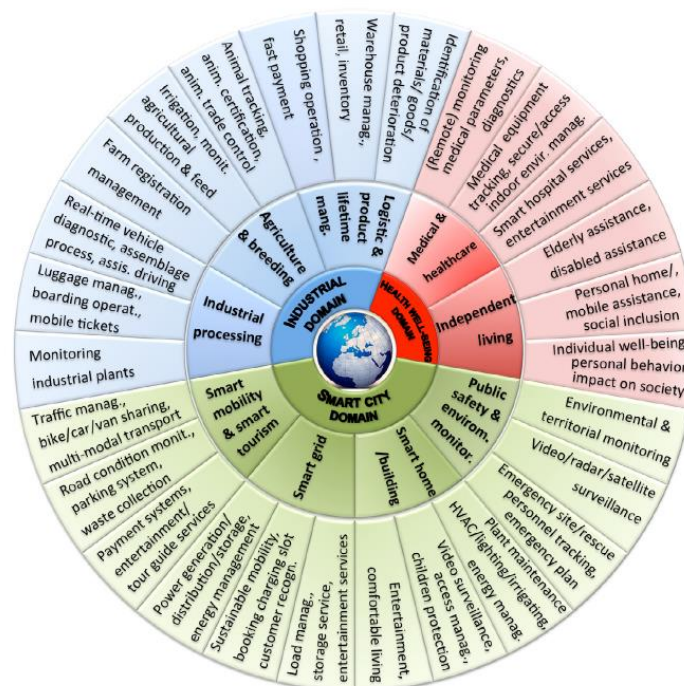 INDUSTRIAL
DOMAIN
HEALTH WELL-BEING
DOMAIN
SMART CITY
DOMAIN
Industrial
processing
Agriculture
& breeding
Logistic &
product
lifetime
mang.
Medical &
healthcare
Independent
living
Public
safety &
environ.
monitor.
Smart home
/building
Smart grid
Smart
mobility
& smart
tourism
Monitoring
industrial plants
Luggage manag.,
boarding operat.,
mobile tickets
Real-time vehicle
diagnostic, assemblage
process, assis. driving
Farm registration
management
Irrigation, monit.
agricultural
production & feed
Animal tracking,
anim. certification,
anim. trade control
Shopping operation ,
fast payment
Warehouse manag.,
retail, inventory
Identification of
materials/ goods/
product deterioration
(Remote) monitoring
medical parameters,
diagnostics
Medical equipment
tracking, secure/access
indoor envir. manag.
Smart hospital services,
entertainment services
Elderly assistance,
disabled assistance
Personal home/,
mobile assistance,
social inclusion
Individual well-being,
personal behavior
impact on society
Environmental &
territorial monitoring
Video/radar/satellite
surveillance
Emergency site/rescue
personnel tracking,
emergency plan
Plant maintenance
HVAC/lighting/irrigating,
energy manag.
Video surveillance,
access manag.,
children protection
Entertainment,
comfortable living
Load manag.,
storage service,
entertainment services
Sustainable mobility,
booking charging slot
customer recogn.
Power generation/
distribution/storage,
energy management
Payment systems,
entertainment/
tour guide services
Road condition monit.,
parking system,
waste collection
Traffic manag.,
bike/car/van sharing,
multi-modal transport